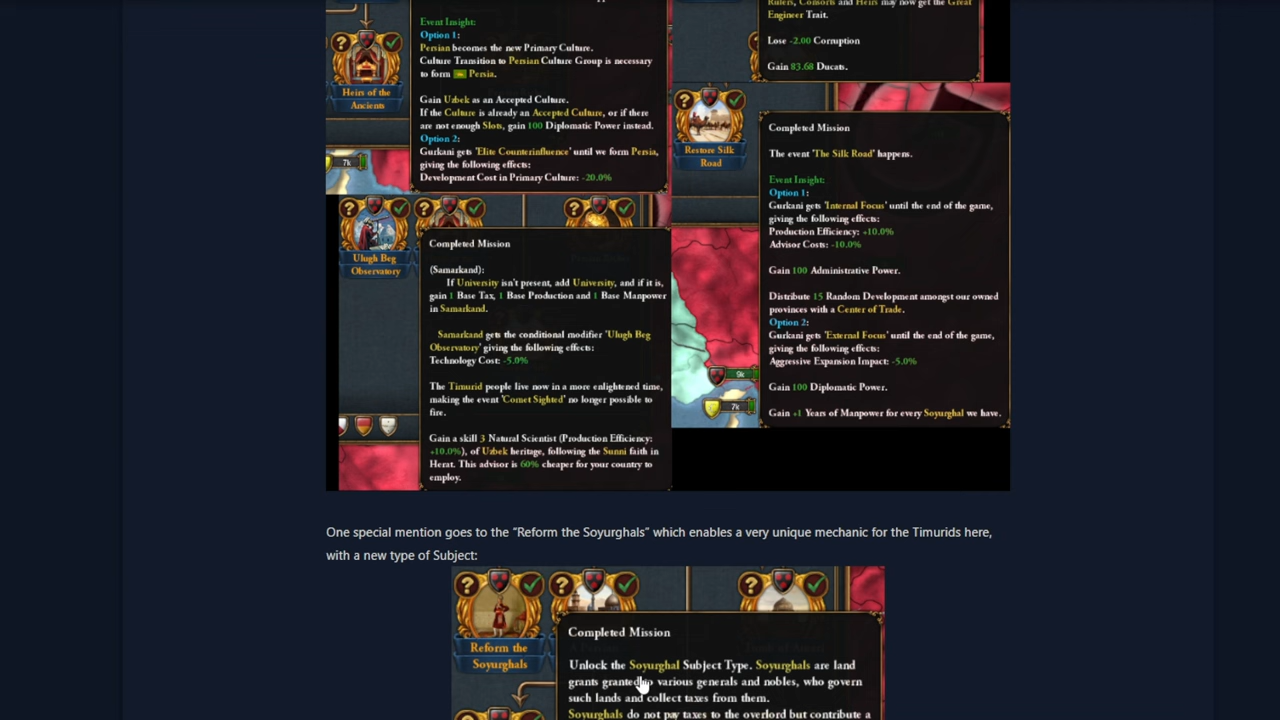 Event Insight:
Option 1:
Persian becomes the new Primary Culture.
Culture Transition to Persian Culture Group is necessary
to form Persia.
Gain Uzbek as an Accepted Culture.
If the Culture is already an Accepted Culture, or if there
are not enough Slots, gain 100 Diplomatic Power instead.
Option 2:
Gurkani gets 'Elite Counterinfluence' until we form Persia,
giving the following effects:
Development Cost in Primary Culture: -20.0%
Heirs of the
Ancients
7k
Rulers, Consorts and Heirs may now get the Great
Engineer Trait.
Lose -2.00 Corruption
Gain 83.68 Ducats.
Restore Silk
Road
Completed Mission
The event 'The Silk Road' happens.
Event Insight:
Option 1:
Gurkani gets 'Internal Focus' until the end of the game,
giving the following effects:
Production Efficiency: +10.0%
Advisor Costs: -10.0%
Gain 100 Administrative Power.
Distribute 15 Random Development amongst our owned
provinces with a Center of Trade.
Option 2:
Gurkani gets 'External Focus' until the end of the game,
giving the following effects:
Aggressive Expansion Impact: -5.0%
Gain 100 Diplomatic Power.
Gain +1 Years of Manpower for every Soyurghal we have.
9k
7k
Ulugh Beg
Observatory
Completed Mission
(Samarkand):
If University isn't present, add University, and if it is,
gain 1 Base Tax, 1 Base Production and 1 Base Manpower
in Samarkand.
Samarkand gets the conditional modifier 'Ulugh Beg
Observatory' giving the following effects:
Technology Cost: -5.0%
The Timurid people live now in a more enlightened time,
making the event 'Comet Sighted' no longer possible to
fire.
Gain a skill 3 Natural Scientist (Production Efficiency:
+10.0%), of Uzbek heritage, following the Sunni faith in
Herat. This advisor is 60% cheaper for your country to
employ.
One special mention goes to the “Reform the Soyurghals” which enables a very unique mechanic for the Timurids here,
with a new type of Subject:
Reform the
Soyurghals
Completed Mission
Unlock the Soyurghal Subject Type. Soyurghals are land
grants granted to various generals and nobles, who govern
such lands and collect taxes from them.
Soyurghals do not pay taxes to the overlord but contribute a